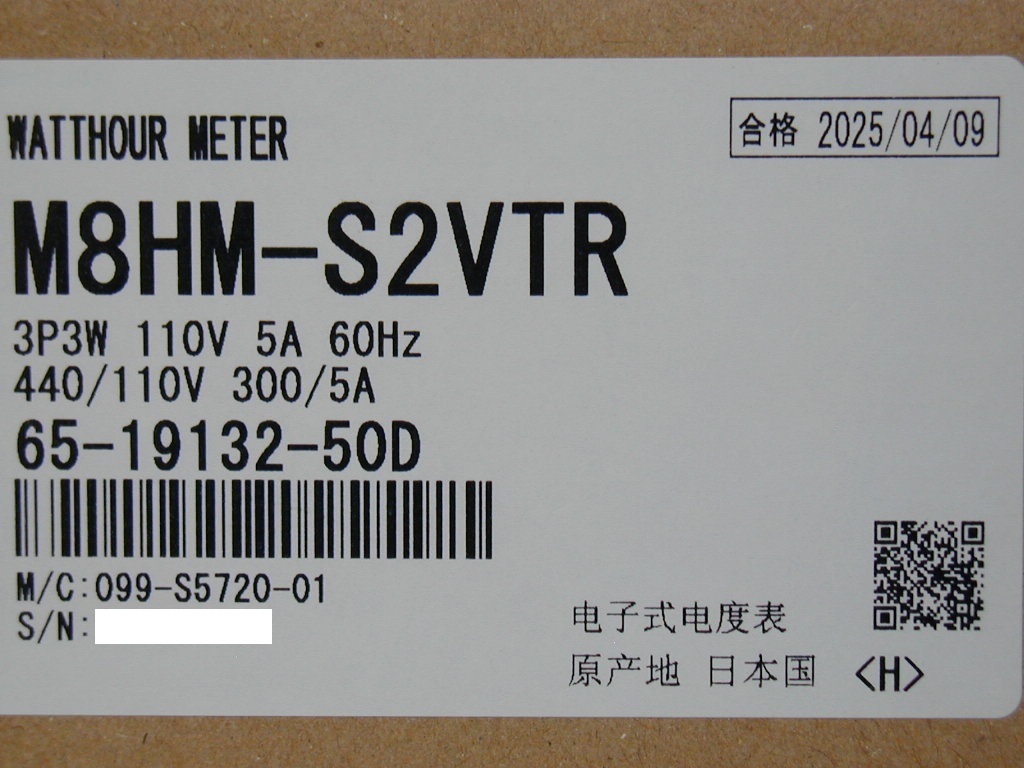 WATTHOUR METER
合格 2025/04/09
M8HM-S2VTR
3P3W 110V 5A 60Hz
440/110V 300/5A
65-19132-50D
M/C:099-S5720-01
S/N:
电子式电度表
原产地 日本国 <H>